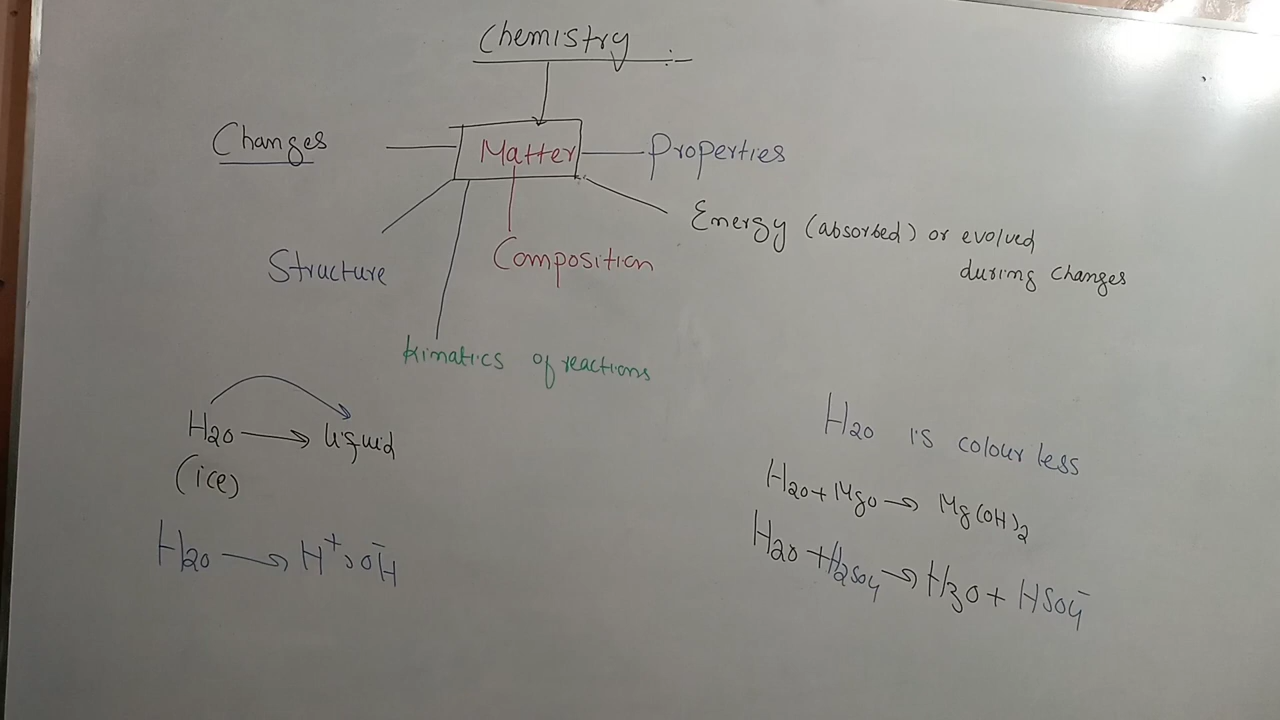 Chemistry :-
Changes
Matter
Properties
Energy (absorbed) or evolved
during changes
Structure
Composition
kinatics of reactions
H2O → liquid
(ice)
H2O → H+, OH-
H2O is colour less
H2O + MgO → Mg(OH)2
H2O + H2SO4 → H3O + HSO4-